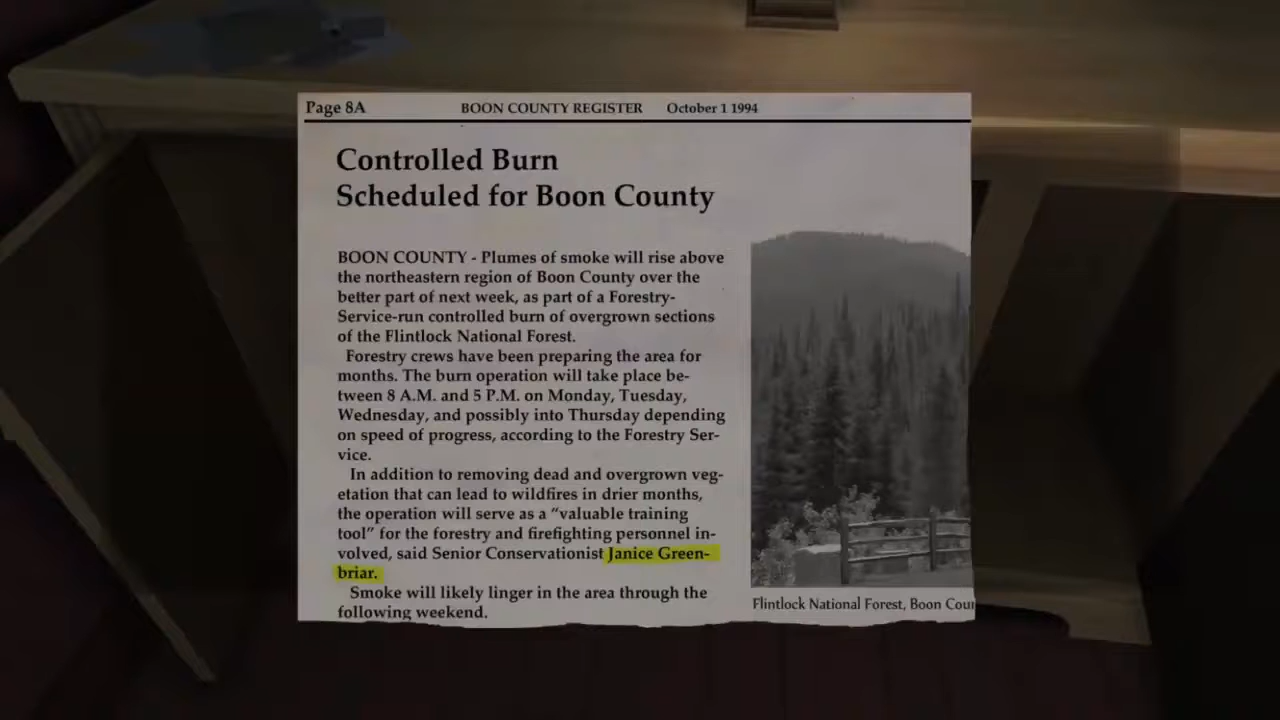 Page 8A BOON COUNTY REGISTER October 1 1994
Controlled Burn
Scheduled for Boon County
BOON COUNTY - Plumes of smoke will rise above
the northeastern region of Boon County over the
better part of next week, as part of a Forestry-
Service-run controlled burn of overgrown sections
of the Flintlock National Forest.
Forestry crews have been preparing the area for
months. The burn operation will take place be-
tween 8 A.M. and 5 P.M. on Monday, Tuesday,
Wednesday, and possibly into Thursday depending
on speed of progress, according to the Forestry Ser-
vice.
In addition to removing dead and overgrown veg-
etation that can lead to wildfires in drier months,
the operation will serve as a “valuable training
tool” for the forestry and firefighting personnel in-
volved, said Senior Conservationist Janice Green-
briar.
Smoke will likely linger in the area through the
following weekend.
Flintlock National Forest, Boon Coun